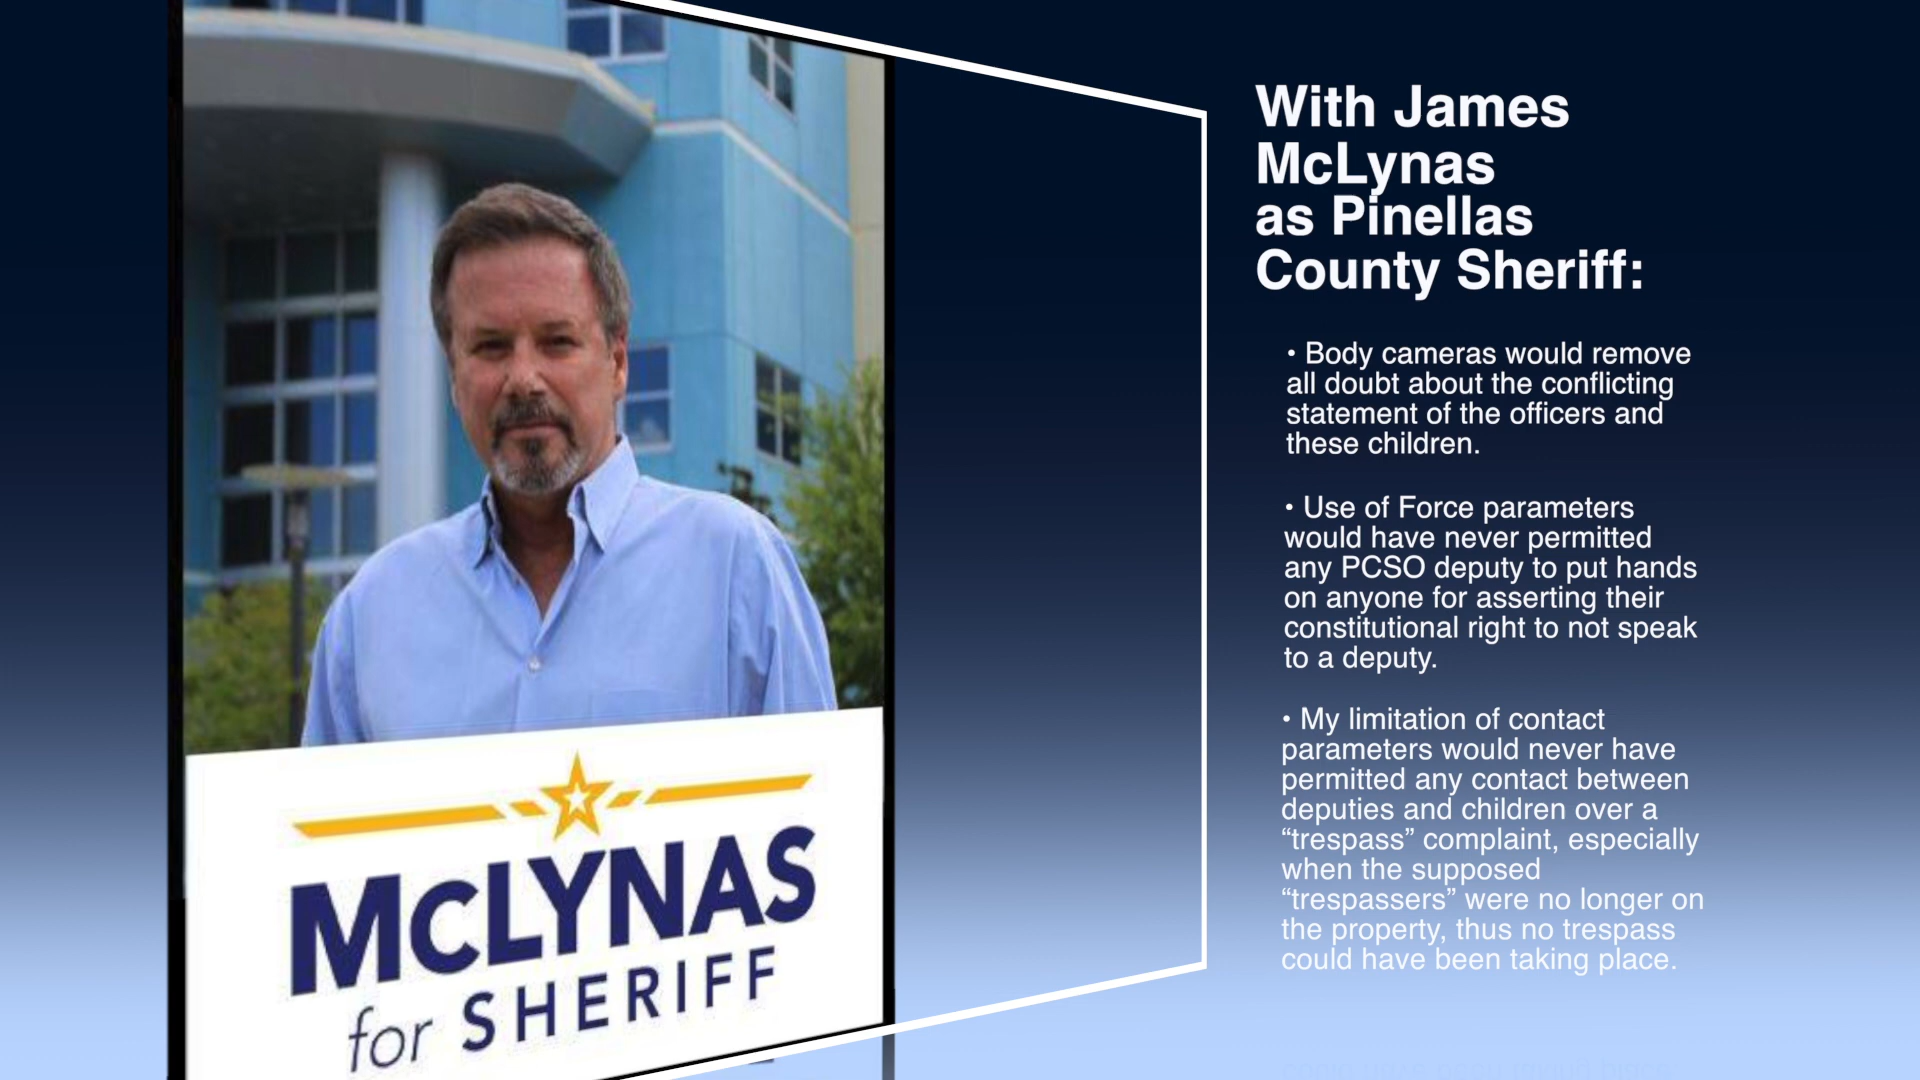 With James
McLynas
as Pinellas
County Sheriff:
• Body cameras would remove
all doubt about the conflicting
statement of the officers and
these children.
• Use of Force parameters
would have never permitted
any PCSO deputy to put hands
on anyone for asserting their
constitutional right to not speak
to a deputy.
• My limitation of contact
parameters would never have
permitted any contact between
deputies and children over a
“trespass” complaint, especially
when the supposed
“trespassers” were no longer on
the property, thus no trespass
could have been taking place.
McLYNAS
for SHERIFF